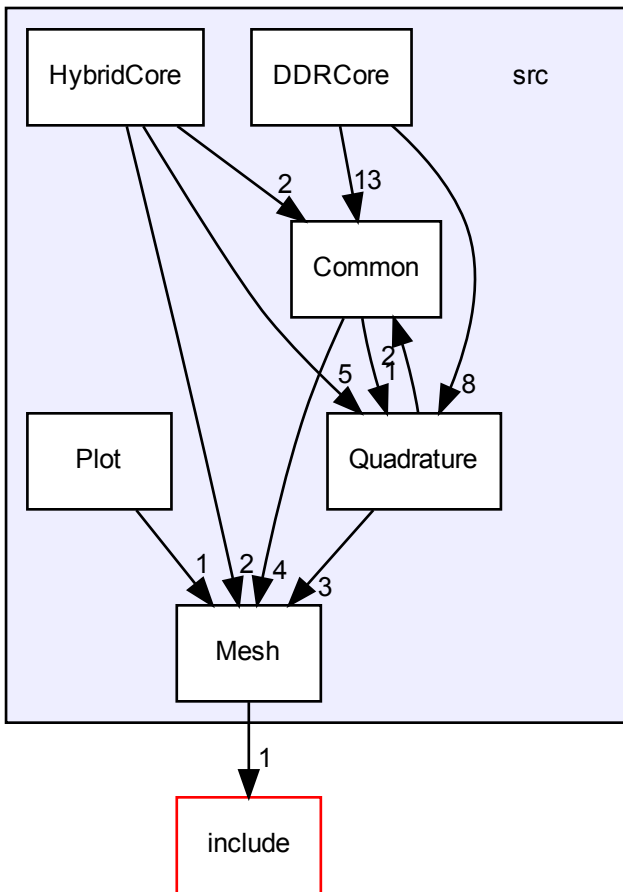 HybridCore
DDRCore
src
2
13
Common
5
2
1
8
Plot
Quadrature
1
2
4
3
Mesh
1
include